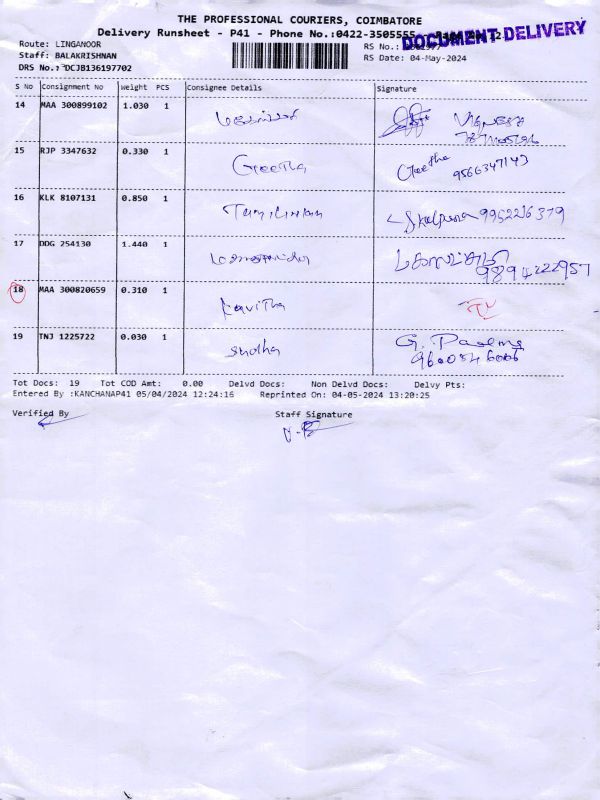 THE PROFESSIONAL COURIERS, COIMBATORE
Delivery Runsheet - P41 - Phone No.:0422-3505555
DOCUMENT DELIVERY
Route: LINGANOOR
RS No.:
Staff: BALAKRISHNAN
RS Date: 04-May-2024
DRS No.: DCJB136197702
S No Consignment No Weight PCS Consignee Details Signature
14 MAA 300899102 1.030 1
15 RJP 3347632 0.330 1 Geetha Geetha
9566347143
16 KLK 8107131 0.850 1 9952216379
17 DDG 254130 1.440 1
9894222957
18 MAA 300820659 0.310 1 Kavitha
19 TNJ 1225722 0.030 1 Sudha G.
9600546006
Tot Docs: 19 Tot COD Amt: 0.00 Delvd Docs: Non Delvd Docs: Delvy Pts:
Entered By :KANCHANAP41 05/04/2024 12:24:16 Reprinted On: 04-05-2024 13:20:25
Verified By Staff Signature